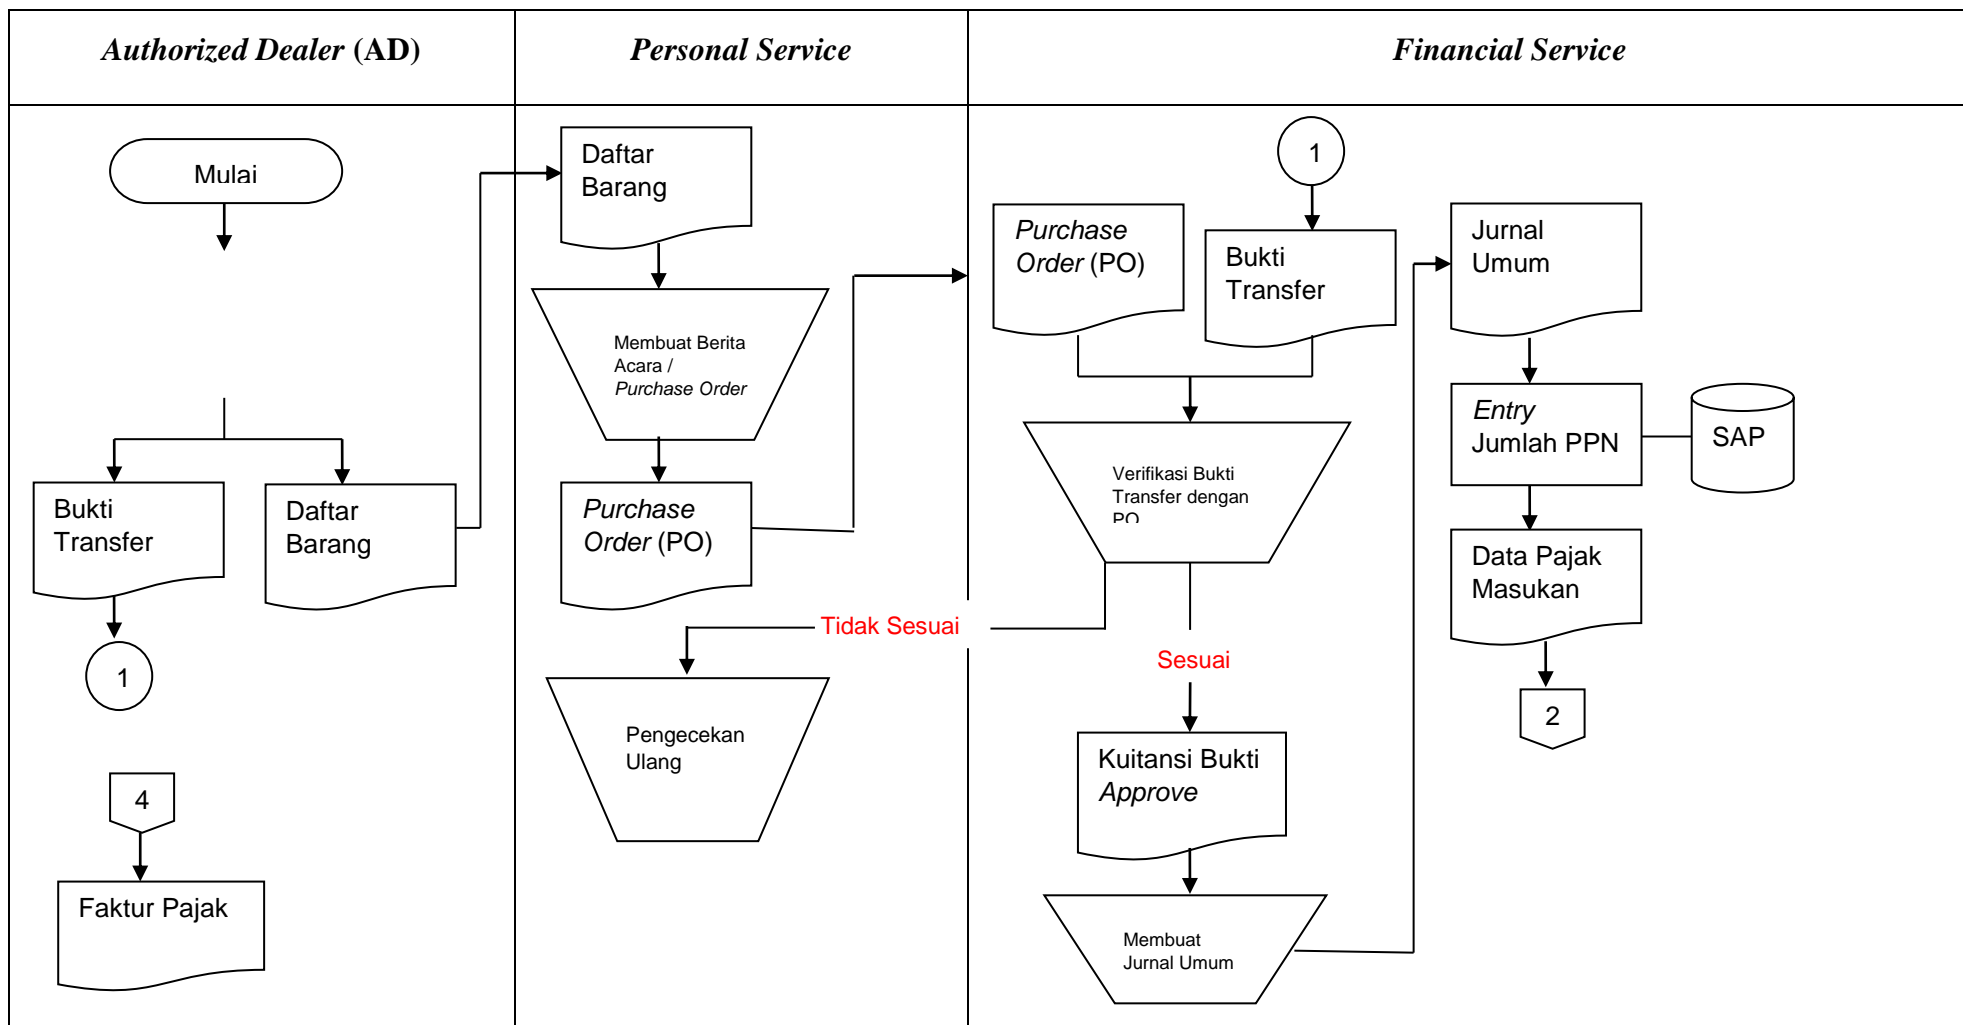 Authorized Dealer (AD)
Personal Service
Financial Service
Mulai
Bukti
Transfer
Daftar
Barang
1
4
Faktur Pajak
Daftar
Barang
Membuat Berita
Acara /
Purchase Order
Purchase
Order (PO)
Tidak Sesuai
Pengecekan
Ulang
1
Purchase
Order (PO)
Bukti
Transfer
Verifikasi Bukti
Transfer dengan
PO
Sesuai
Kuitansi Bukti
Approve
Membuat
Jurnal Umum
Jurnal
Umum
Entry
Jumlah PPN
SAP
Data Pajak
Masukan
2